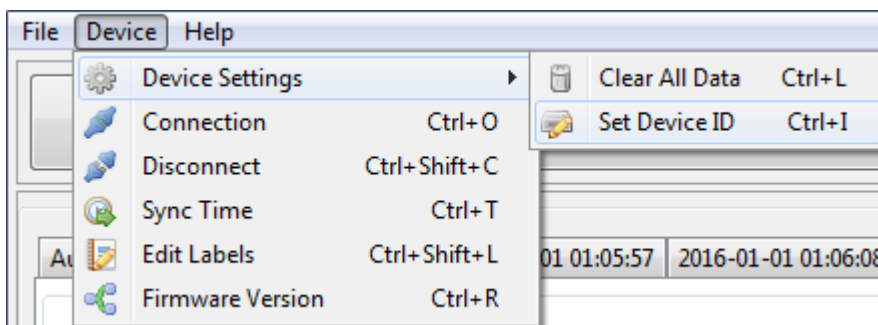 File Device Help
Device Settings
Clear All Data Ctrl+L
Connection Ctrl+O
Set Device ID Ctrl+I
Disconnect Ctrl+Shift+C
Sync Time Ctrl+T
Edit Labels Ctrl+Shift+L
01 01:05:57 2016-01-01 01:06:08
Firmware Version Ctrl+R